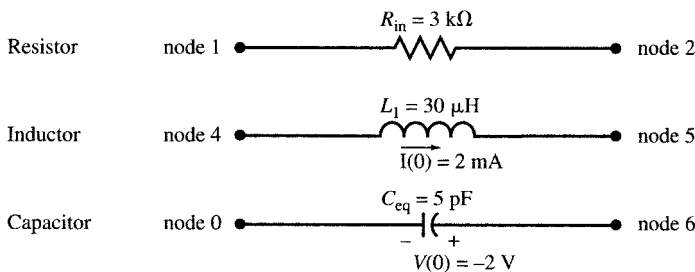 R_in = 3 kΩ
Resistor node 1 node 2
L_1 = 30 μH
Inductor node 4 node 5
I(0) = 2 mA
C_eq = 5 pF
Capacitor node 0 node 6
– +
V(0) = –2 V